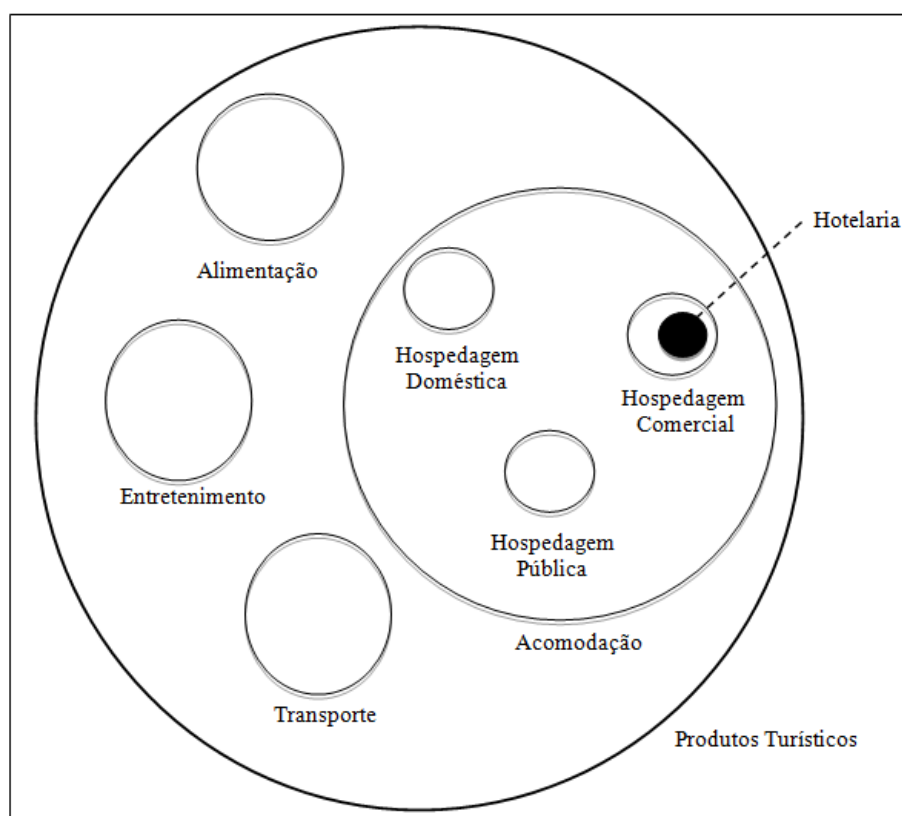 Hotelaria
Alimentação
Hospedagem
Doméstica
Hospedagem
Comercial
Entretenimento
Hospedagem
Pública
Acomodação
Transporte
Produtos Turísticos